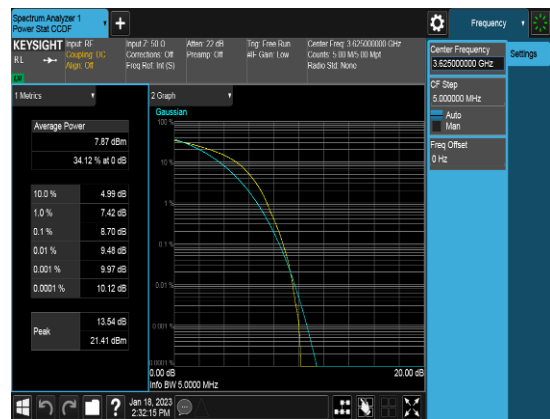 Spectrum Analyzer 1
Power Stat CCDF
Frequency
KEYSIGHT
Input: RF
Coupling: DC
Align: Off
Input Z: 50 Ω
Corrections: Off
Freq Ref: Int (S)
Atten: 22 dB
Preamp: Off
Trig: Free Run
#IF Gain: Low
Center Freq: 3.625000000 GHz
Counts: 5.00 M/5.00 Mpt
Radio Std: None
R L
Center Frequency
3.625000000 GHz
Settings
CF Step
5.000000 MHz
Auto
Man
Freq Offset
0 Hz
1 Metrics
2 Graph
Average Power
7.87 dBm
34.12 % at 0 dB
10.0 % 4.99 dB
1.0 % 7.42 dB
0.1 % 8.70 dB
0.01 % 9.48 dB
0.001 % 9.97 dB
0.0001 % 10.12 dB
Peak
13.54 dB
21.41 dBm
Gaussian
100 %
10 %
1 %
0.1 %
0.01 %
0.001 %
0.0001 %
0.00 dB
20.00 dB
Info BW 5.0000 MHz
?
Jan 18, 2023
2:32:15 PM